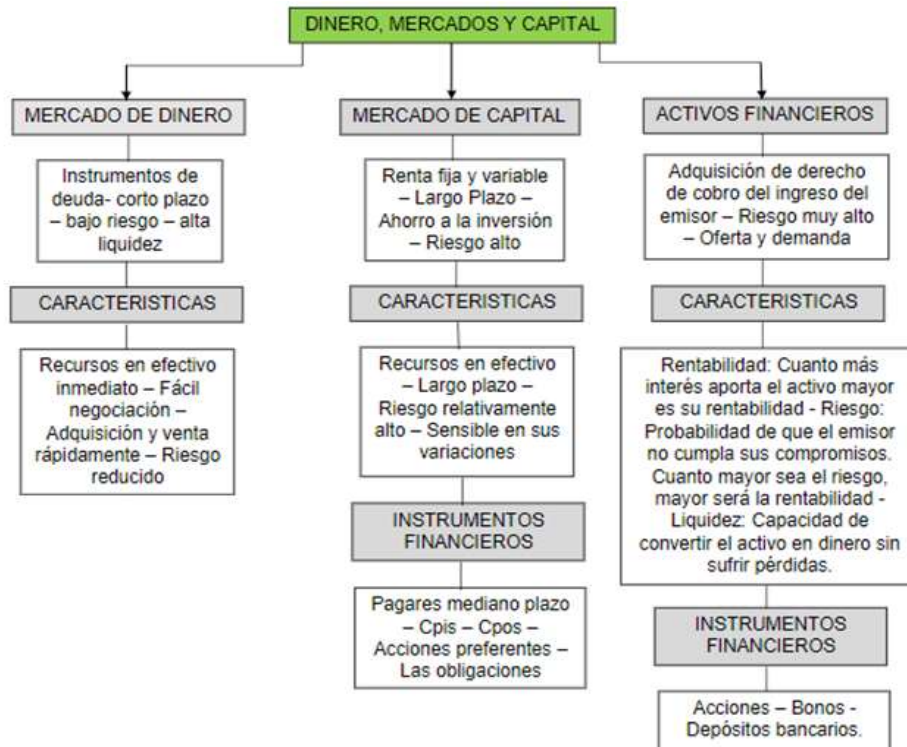 DINERO, MERCADOS Y CAPITAL
MERCADO DE DINERO
Instrumentos de
deuda- corto plazo
– bajo riesgo – alta
liquidez
CARACTERISTICAS
Recursos en efectivo
inmediato – Fácil
negociación –
Adquisición y venta
rápidamente – Riesgo
reducido
MERCADO DE CAPITAL
Renta fija y variable
– Largo Plazo –
Ahorro a la inversión
– Riesgo alto
CARACTERISTICAS
Recursos en efectivo
– Largo plazo –
Riesgo relativamente
alto – Sensible en sus
variaciones
INSTRUMENTOS
FINANCIEROS
Pagares mediano plazo
– Cpis – Cpos –
Acciones preferentes –
Las obligaciones
ACTIVOS FINANCIEROS
Adquisición de derecho
de cobro del ingreso del
emisor – Riesgo muy alto
– Oferta y demanda
CARACTERISTICAS
Rentabilidad: Cuanto más
interés aporta el activo mayor
es su rentabilidad - Riesgo:
Probabilidad de que el emisor
no cumpla sus compromisos.
Cuanto mayor sea el riesgo,
mayor será la rentabilidad -
Liquidez: Capacidad de
convertir el activo en dinero sin
sufrir pérdidas.
INSTRUMENTOS
FINANCIEROS
Acciones – Bonos -
Depósitos bancarios.